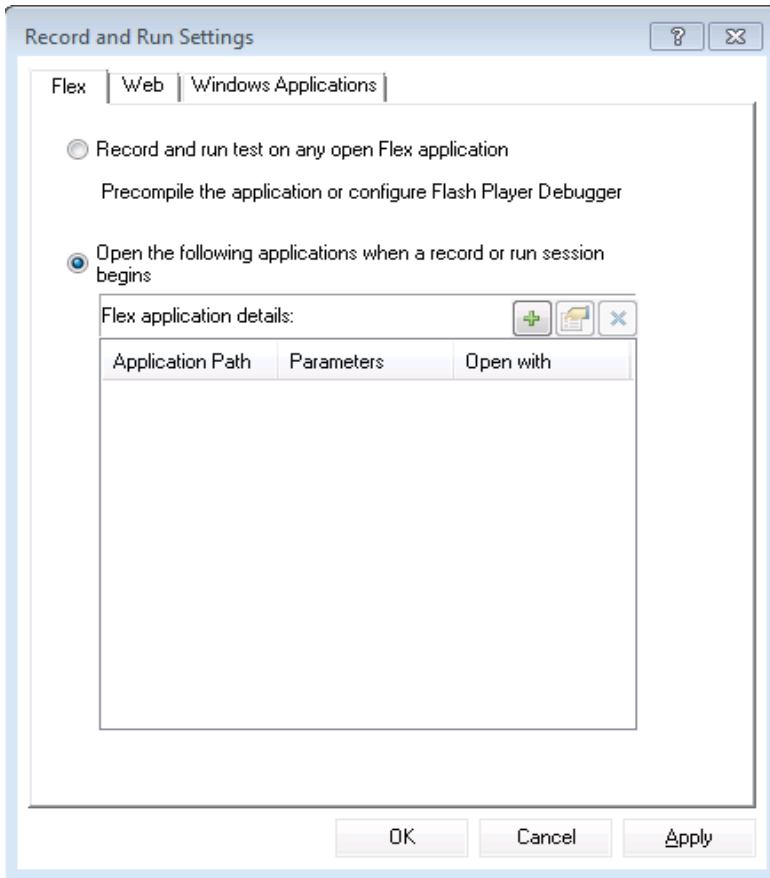 Record and Run Settings
Flex Web Windows Applications
Record and run test on any open Flex application
Precompile the application or configure Flash Player Debugger
Open the following applications when a record or run session
begins
Flex application details:
Application Path Parameters Open with
OK Cancel Apply